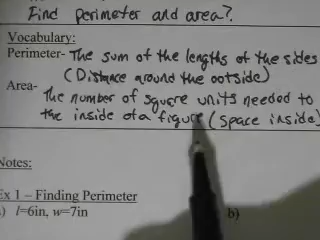 Find perimeter and area?
Vocabulary:
Perimeter- The sum of the lengths of the sides
(Distance around the outside)
Area- The number of square units needed to
the inside of a figure (space inside)
Notes:
Ex 1 – Finding Perimeter
) l=6in, w=7in b)